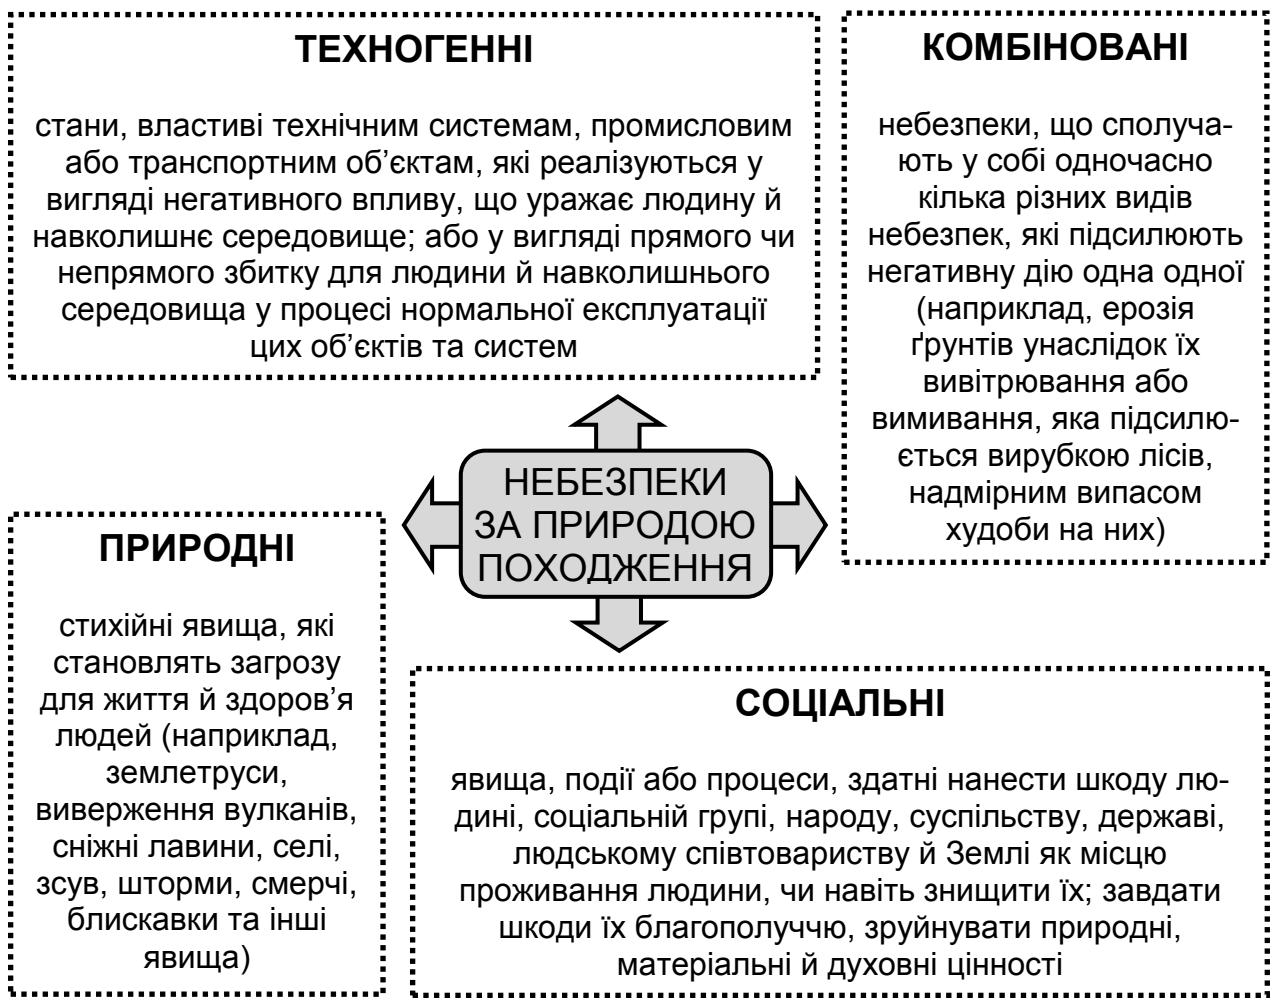 ТЕХНОГЕННІ
стани, властиві технічним системам, промисловим
або транспортним об’єктам, які реалізуються у
вигляді негативного впливу, що уражає людину й
навколишнє середовище; або у вигляді прямого чи
непрямого збитку для людини й навколишнього
середовища у процесі нормальної експлуатації
цих об’єктів та систем
КОМБІНОВАНІ
небезпеки, що сполуча-
ють у собі одночасно
кілька різних видів
небезпек, які підсилюють
негативну дію одна одної
(наприклад, ерозія
ґрунтів унаслідок їх
вивітрювання або
вимивання, яка підсилю-
ється вирубкою лісів,
надмірним випасом
худоби на них)
НЕБЕЗПЕКИ
ЗА ПРИРОДОЮ
ПОХОДЖЕННЯ
ПРИРОДНІ
стихійні явища, які
становлять загрозу
для життя й здоров’я
людей (наприклад,
землетруси,
виверження вулканів,
сніжні лавини, селі,
зсув, шторми, смерчі,
блискавки та інші
явища)
СОЦІАЛЬНІ
явища, події або процеси, здатні нанести шкоду лю-
дині, соціальній групі, народу, суспільству, державі,
людському співтовариству й Землі як місцю
проживання людини, чи навіть знищити їх; завдати
шкоди їх благополуччю, зруйнувати природні,
матеріальні й духовні цінності